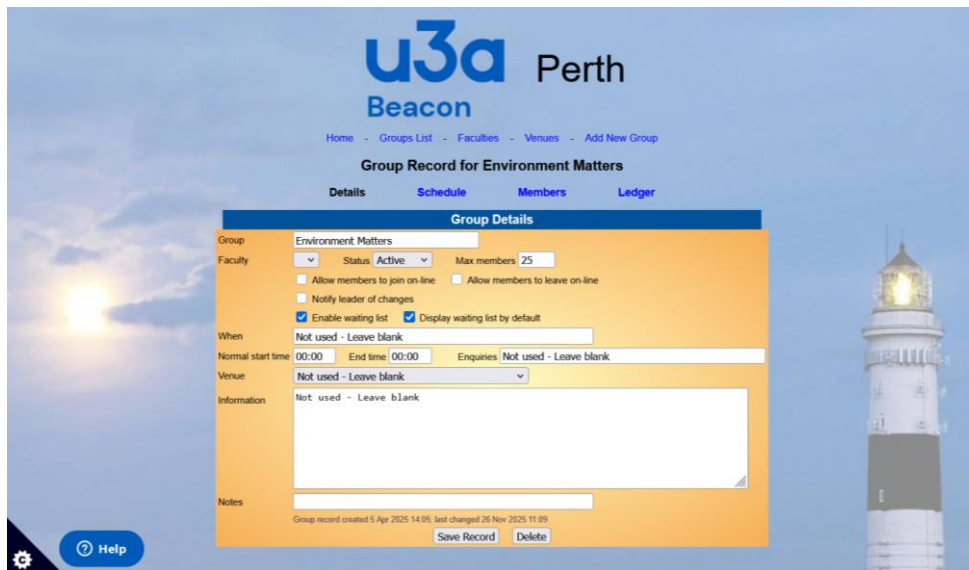 u3a Perth
Beacon
Home - Groups List - Faculties - Venues - Add New Group
Group Record for Environment Matters
Details Schedule Members Ledger
Group Details
Group Environment Matters
Faculty Status Active Max members 25
Allow members to join on-line Allow members to leave on-line
Notify leader of changes
Enable waiting list Display waiting list by default
When Not used - Leave blank
Normal start time 00:00 End time 00:00 Enquiries Not used - Leave blank
Venue Not used - Leave blank
Information Not used - Leave blank
Notes
Group record created 5 Apr 2025 14:05; last changed 26 Nov 2025 11:09
Save Record Delete
? Help
C